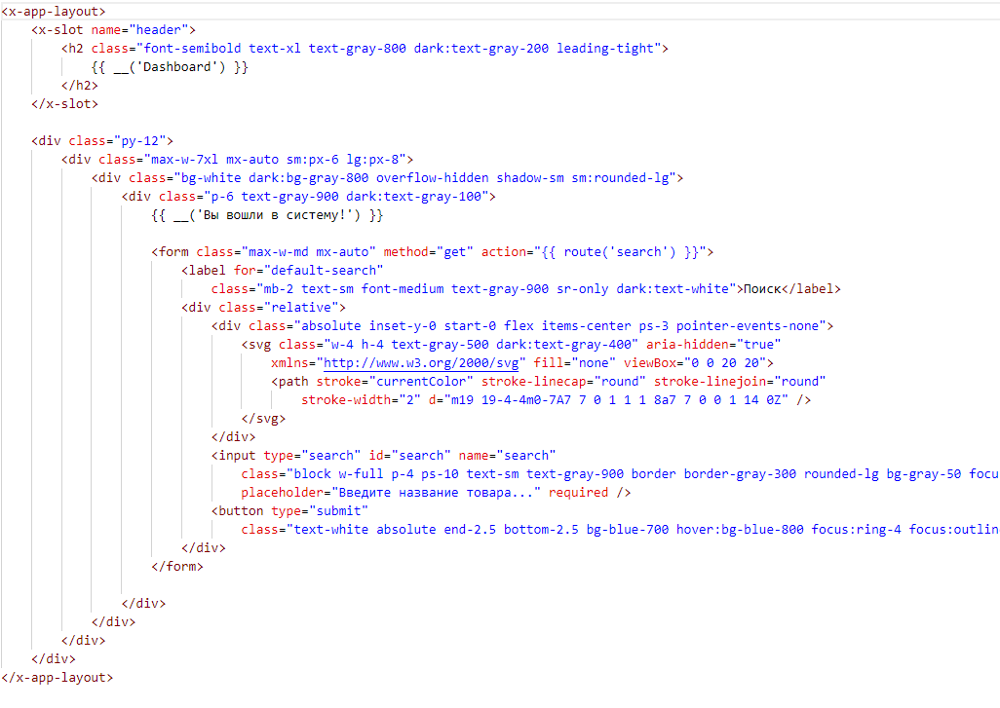 <x-app-layout>
<x-slot name="header">
<h2 class="font-semibold text-xl text-gray-800 dark:text-gray-200 leading-tight">
{{ __('Dashboard') }}
</h2>
</x-slot>
<div class="py-12">
<div class="max-w-7xl mx-auto sm:px-6 lg:px-8">
<div class="bg-white dark:bg-gray-800 overflow-hidden shadow-sm sm:rounded-lg">
<div class="p-6 text-gray-900 dark:text-gray-100">
{{ __('Вы вошли в систему!') }}
<form class="max-w-md mx-auto" method="get" action="{{ route('search') }}">
<label for="default-search"
class="mb-2 text-sm font-medium text-gray-900 sr-only dark:text-white">Поиск</label>
<div class="relative">
<div class="absolute inset-y-0 start-0 flex items-center ps-3 pointer-events-none">
<svg class="w-4 h-4 text-gray-500 dark:text-gray-400" aria-hidden="true"
xmlns="http://www.w3.org/2000/svg" fill="none" viewBox="0 0 20 20">
<path stroke="currentColor" stroke-linecap="round" stroke-linejoin="round"
stroke-width="2" d="m19 19-4-4m0-7A7 7 0 1 1 1 8a7 7 0 0 1 14 0Z" />
</svg>
</div>
<input type="search" id="search" name="search"
class="block w-full p-4 ps-10 text-sm text-gray-900 border border-gray-300 rounded-lg bg-gray-50 focu
placeholder="Введите название товара..." required />
<button type="submit"
class="text-white absolute end-2.5 bottom-2.5 bg-blue-700 hover:bg-blue-800 focus:ring-4 focus:outlin
</div>
</form>
</div>
</div>
</div>
</div>
</x-app-layout>